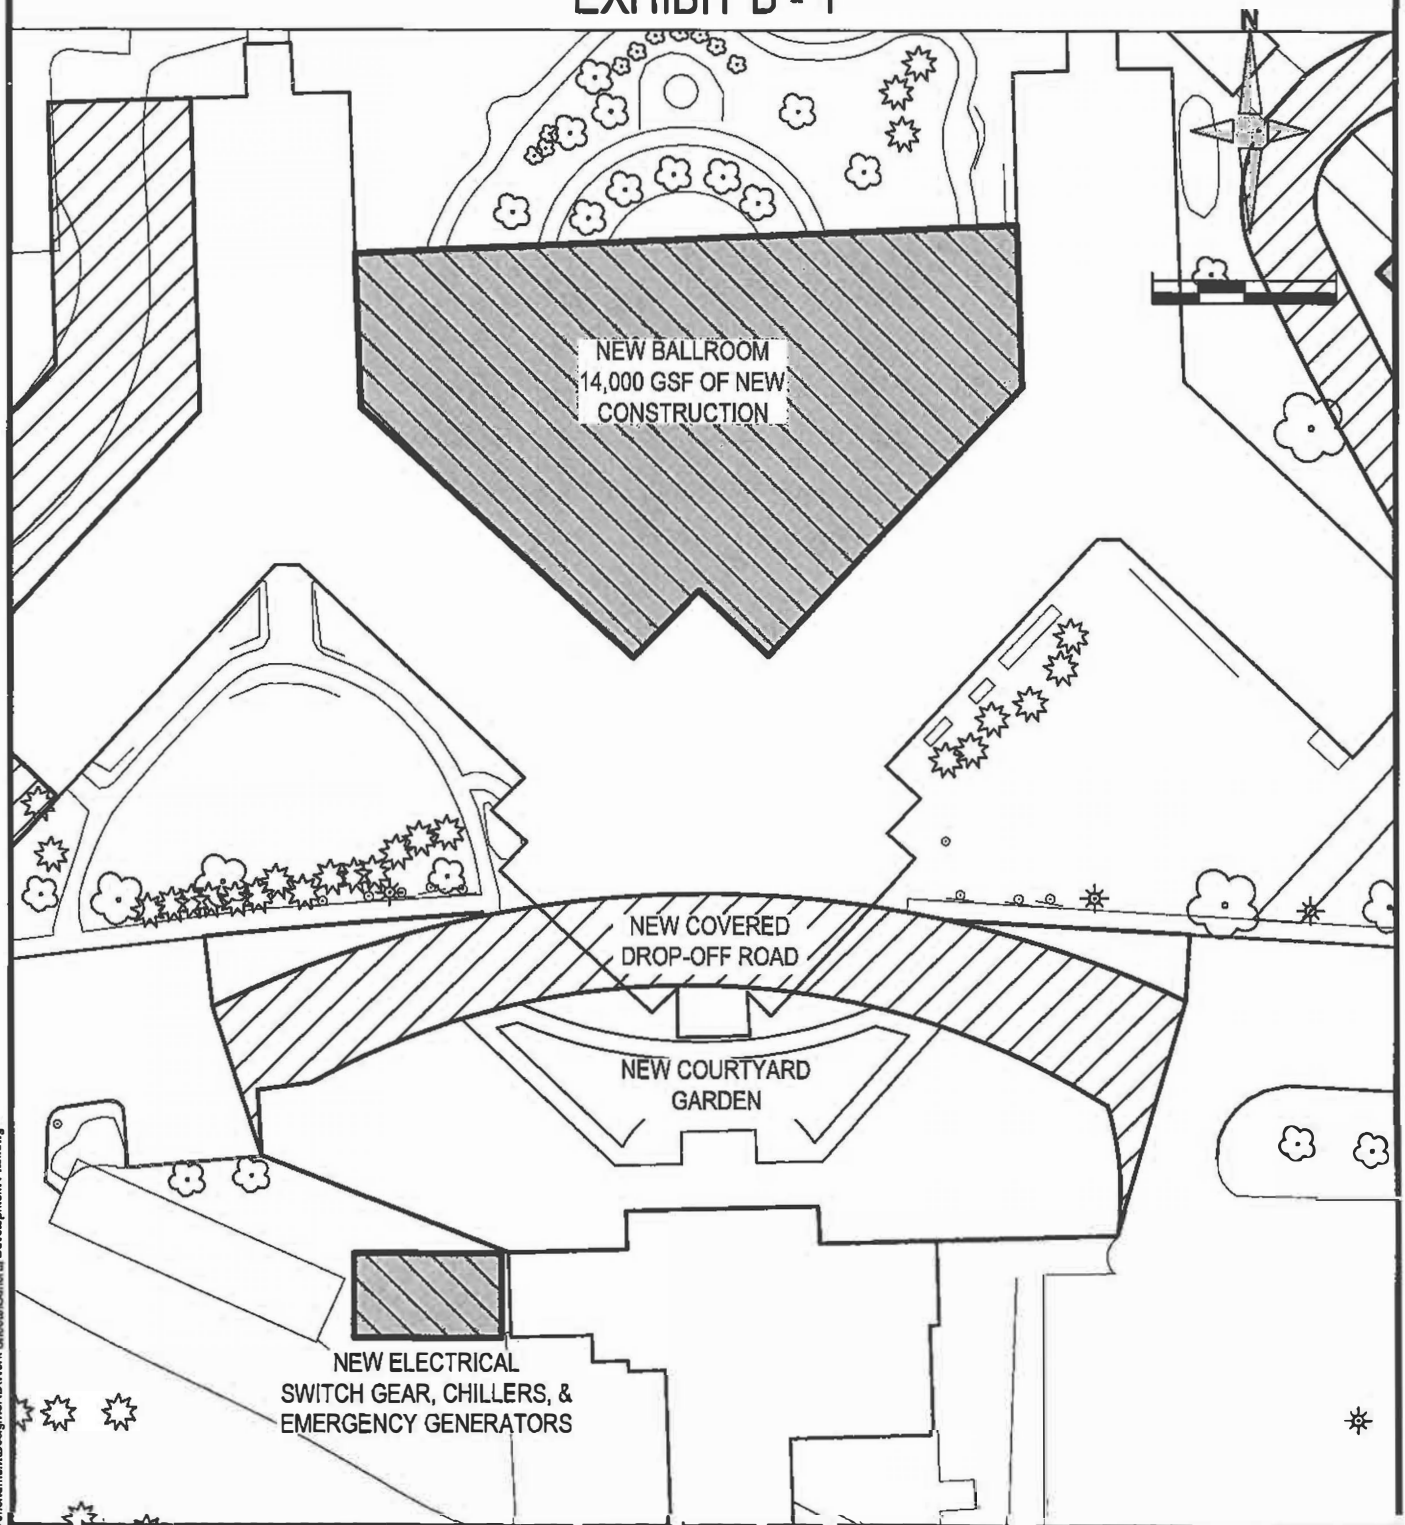 N
NEW BALLROOM
14,000 GSF OF NEW
CONSTRUCTION
NEW COVERED
DROP-OFF ROAD
NEW COURTYARD
GARDEN
NEW ELECTRICAL
SWITCH GEAR, CHILLERS, &
EMERGENCY GENERATORS